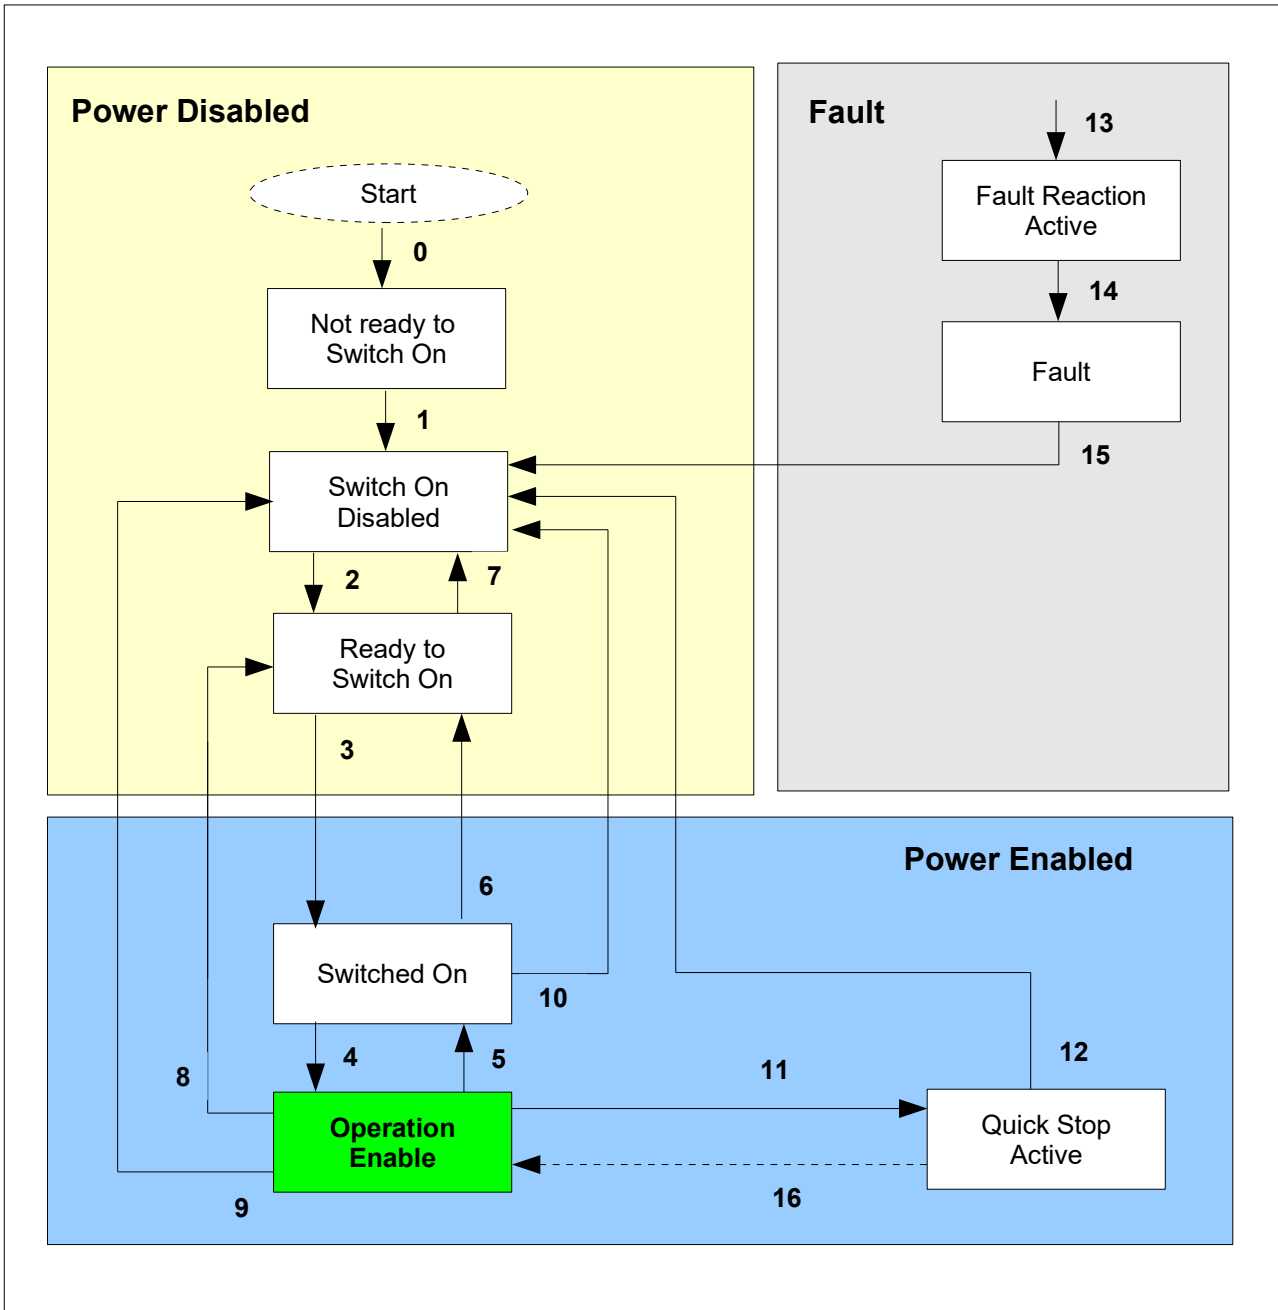 Power Disabled
Start
0
Not ready to
Switch On
1
Switch On
Disabled
2
7
Ready to
Switch On
3
Fault
13
Fault Reaction
Active
14
Fault
15
Power Enabled
6
Switched On
10
4
5
8
Operation
Enable
9
11
12
Quick Stop
Active
16